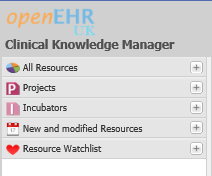 openEHR
UK
Clinical Knowledge Manager
All Resources
Projects
Incubators
New and modified Resources
Resource Watchlist